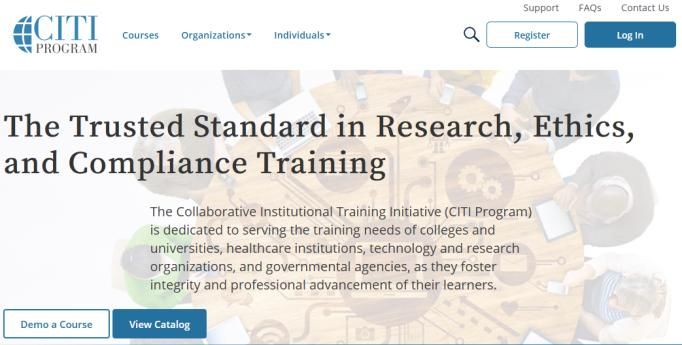 Support FAQs Contact Us
CITI
PROGRAM
Courses Organizations Individuals Register Log In
The Trusted Standard in Research, Ethics,
and Compliance Training
The Collaborative Institutional Training Initiative (CITI Program)
is dedicated to serving the training needs of colleges and
universities, healthcare institutions, technology and research
organizations, and governmental agencies, as they foster
integrity and professional advancement of their learners.
Demo a Course View Catalog